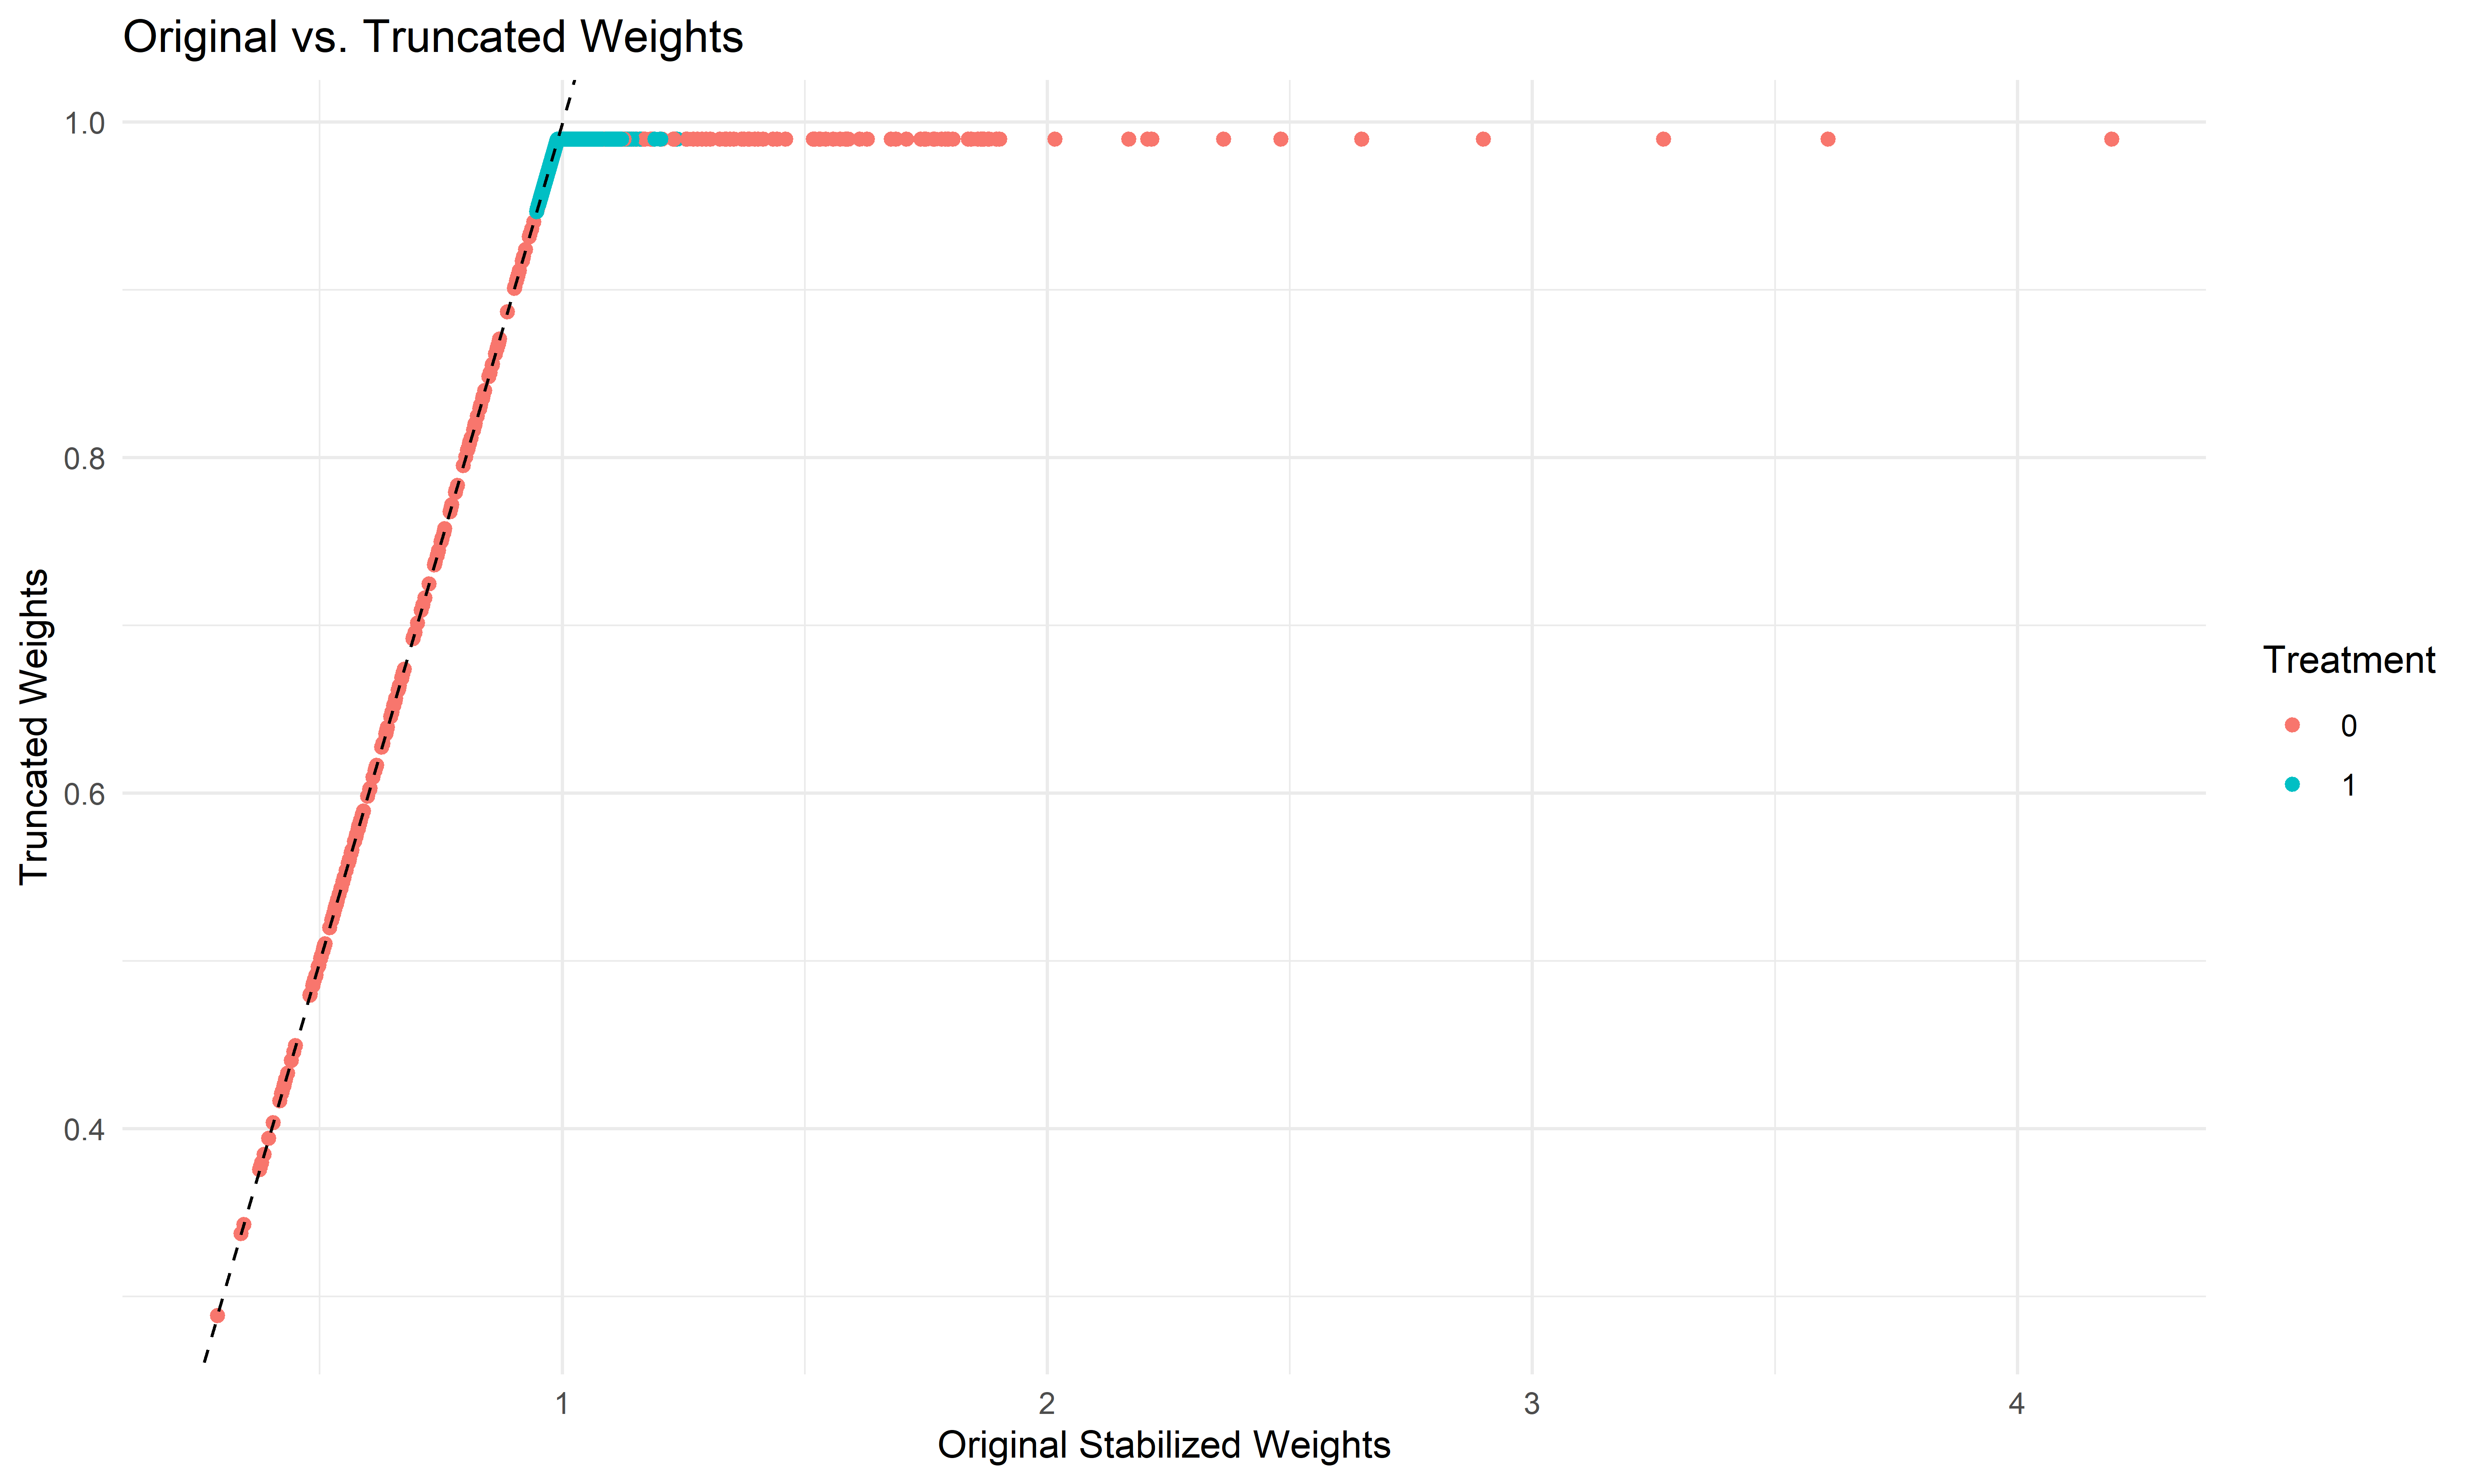 Original vs. Truncated Weights
1.0
0.8
0.6
0.4
Truncated Weights
1
2
3
4
Original Stabilized Weights
Treatment
0
1